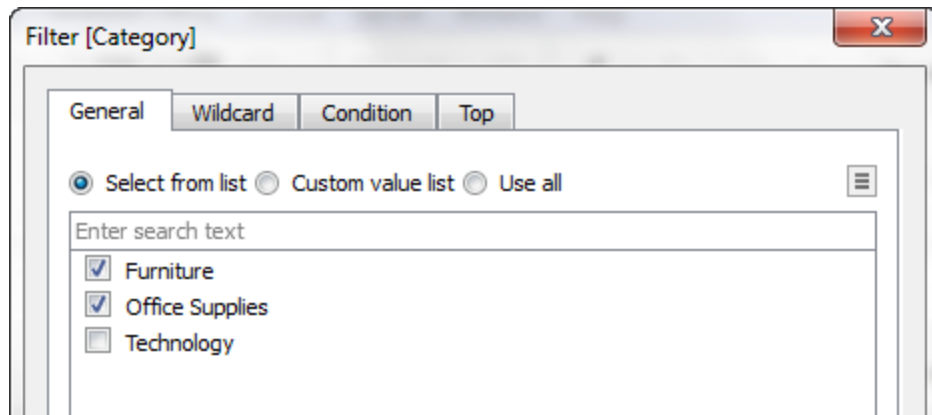 Filter [Category]
General Wildcard Condition Top
Select from list Custom value list Use all
Enter search text
Furniture
Office Supplies
Technology